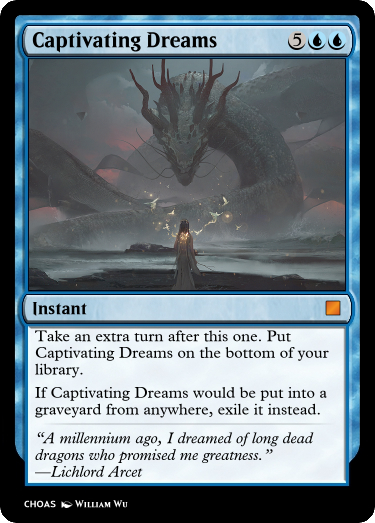 Captivating Dreams 5
Instant
Take an extra turn after this one. Put
Captivating Dreams on the bottom of your
library.
If Captivating Dreams would be put into a
graveyard from anywhere, exile it instead.
“A millennium ago, I dreamed of long dead
dragons who promised me greatness.”
—Lichlord Arcet
CHOAS William Wu